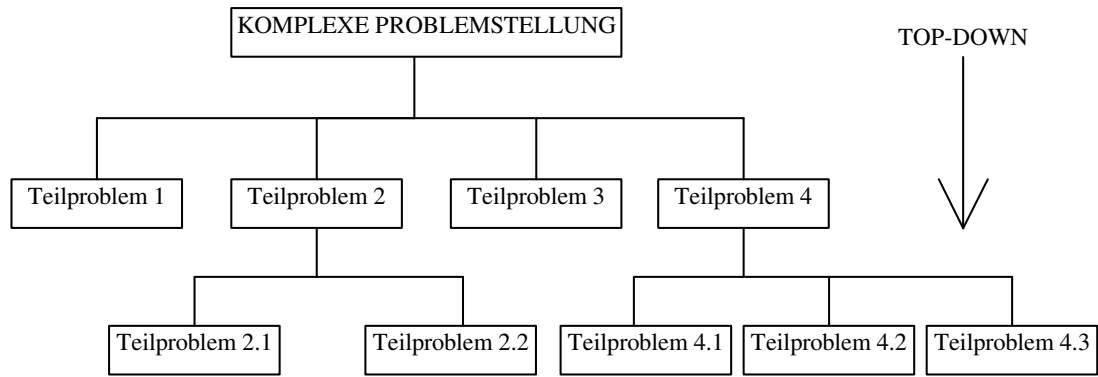 KOMPLEXE PROBLEMSTELLUNG
TOP-DOWN
Teilproblem 1
Teilproblem 2
Teilproblem 3
Teilproblem 4
Teilproblem 2.1
Teilproblem 2.2
Teilproblem 4.1
Teilproblem 4.2
Teilproblem 4.3